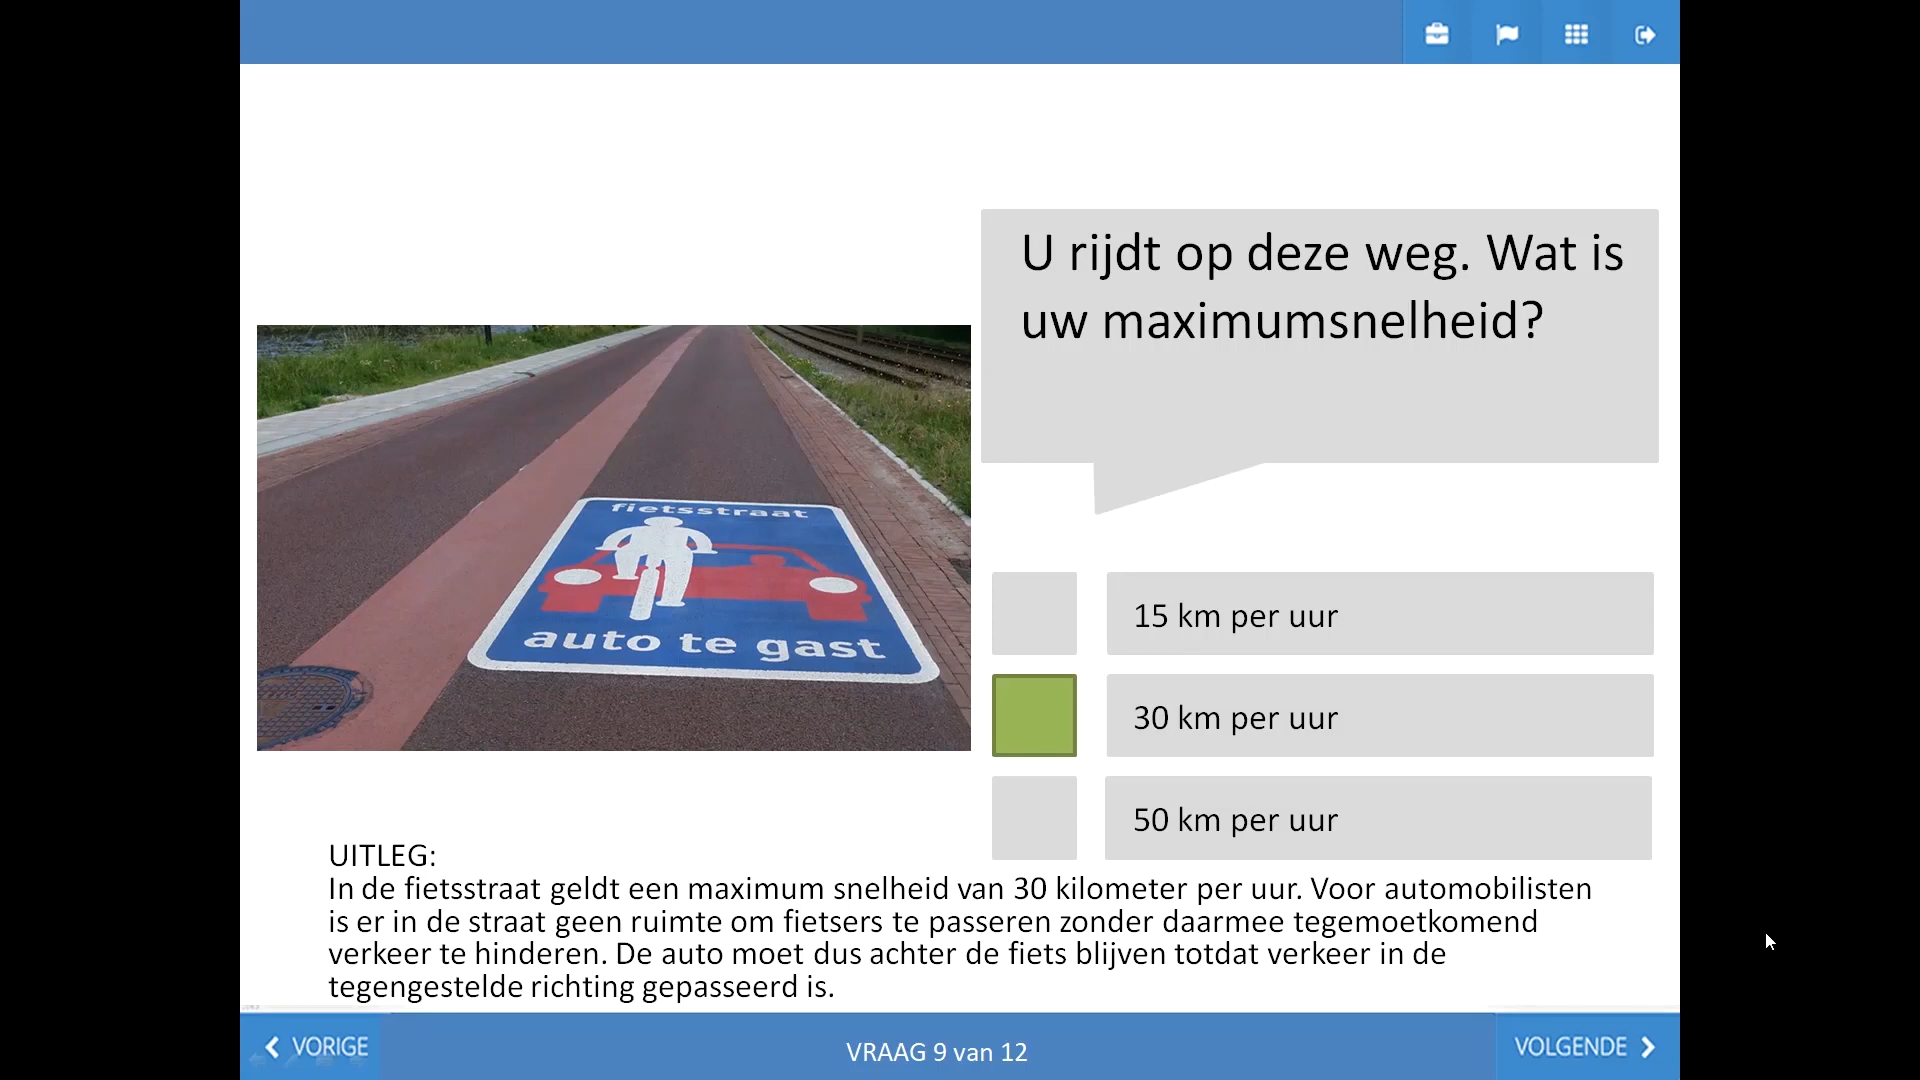 U rijdt op deze weg. Wat is
uw maximumsnelheid?
fietsstraat
auto te gast
15 km per uur
30 km per uur
50 km per uur
UITLEG:
In de fietsstraat geldt een maximum snelheid van 30 kilometer per uur. Voor automobilisten
is er in de straat geen ruimte om fietsers te passeren zonder daarmee tegemoetkomend
verkeer te hinderen. De auto moet dus achter de fiets blijven totdat verkeer in de
tegengestelde richting gepasseerd is.
VORIGE
VRAAG 9 van 12
VOLGENDE